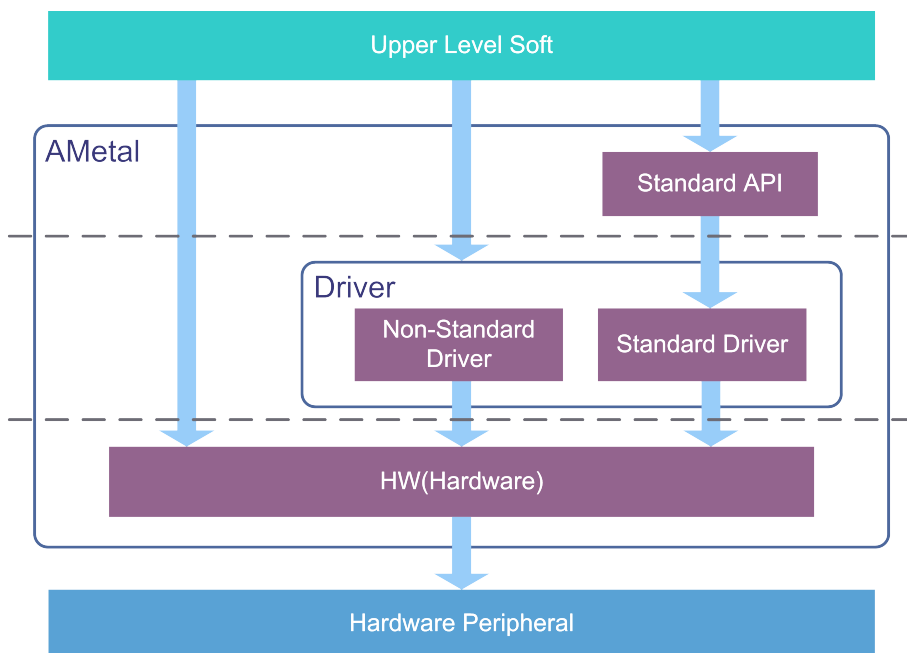 Upper Level Soft
AMetal
Standard API
Driver
Non-Standard
Driver
Standard Driver
HW(Hardware)
Hardware Peripheral